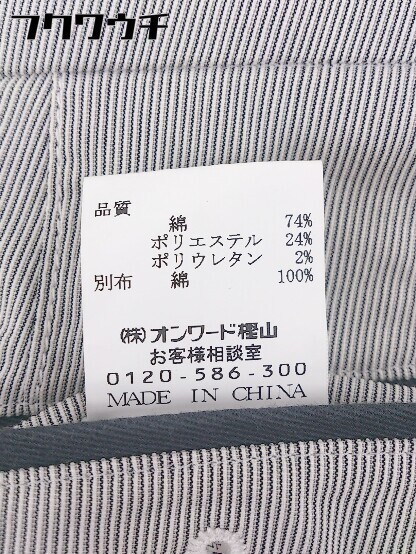 フクワウチ
品質
綿 74%
ポリエステル 24%
ポリウレタン 2%
別布 綿 100%
(株)オンワード樫山
お客様相談室
0120-586-300
MADE IN CHINA